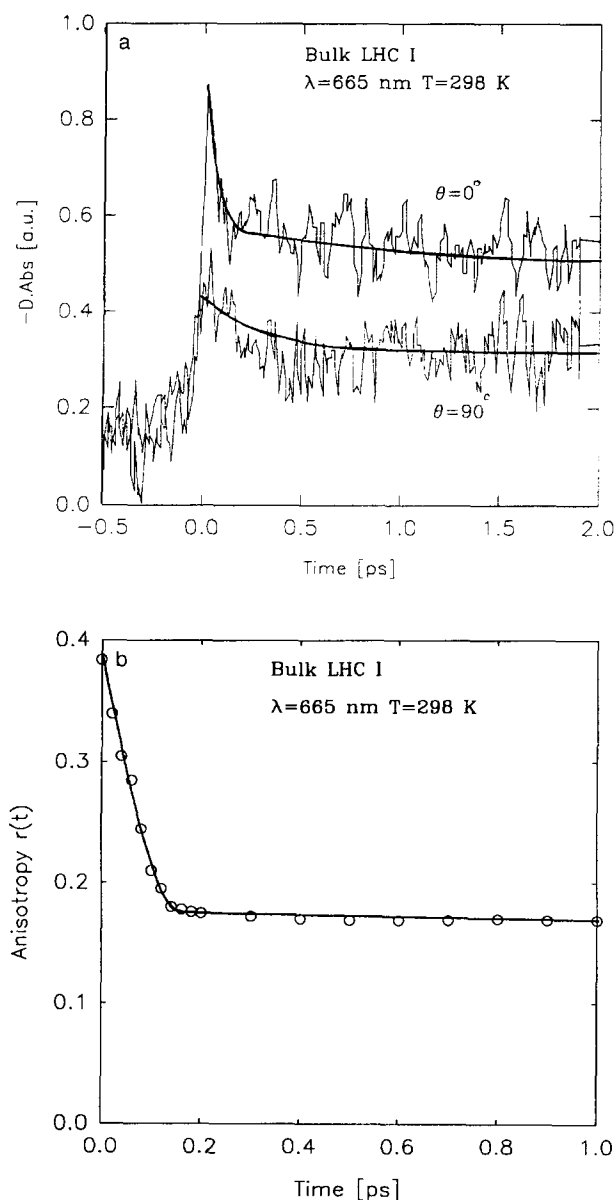 a
Bulk LHC I
λ=665 nm T=298 K
θ=0°
θ=90°
-D.Abs [a.u.]
-1.0
0.8
0.6
0.4
0.2
0.0
-0.5
0.0
0.5
1.0
1.5
2.0
Time [ps]
b
Bulk LHC I
λ=665 nm T=298 K
Anisotropy r(t)
0.4
0.3
0.2
0.1
0.0
0.0
0.2
0.4
0.6
0.8
1.0
Time [ps]